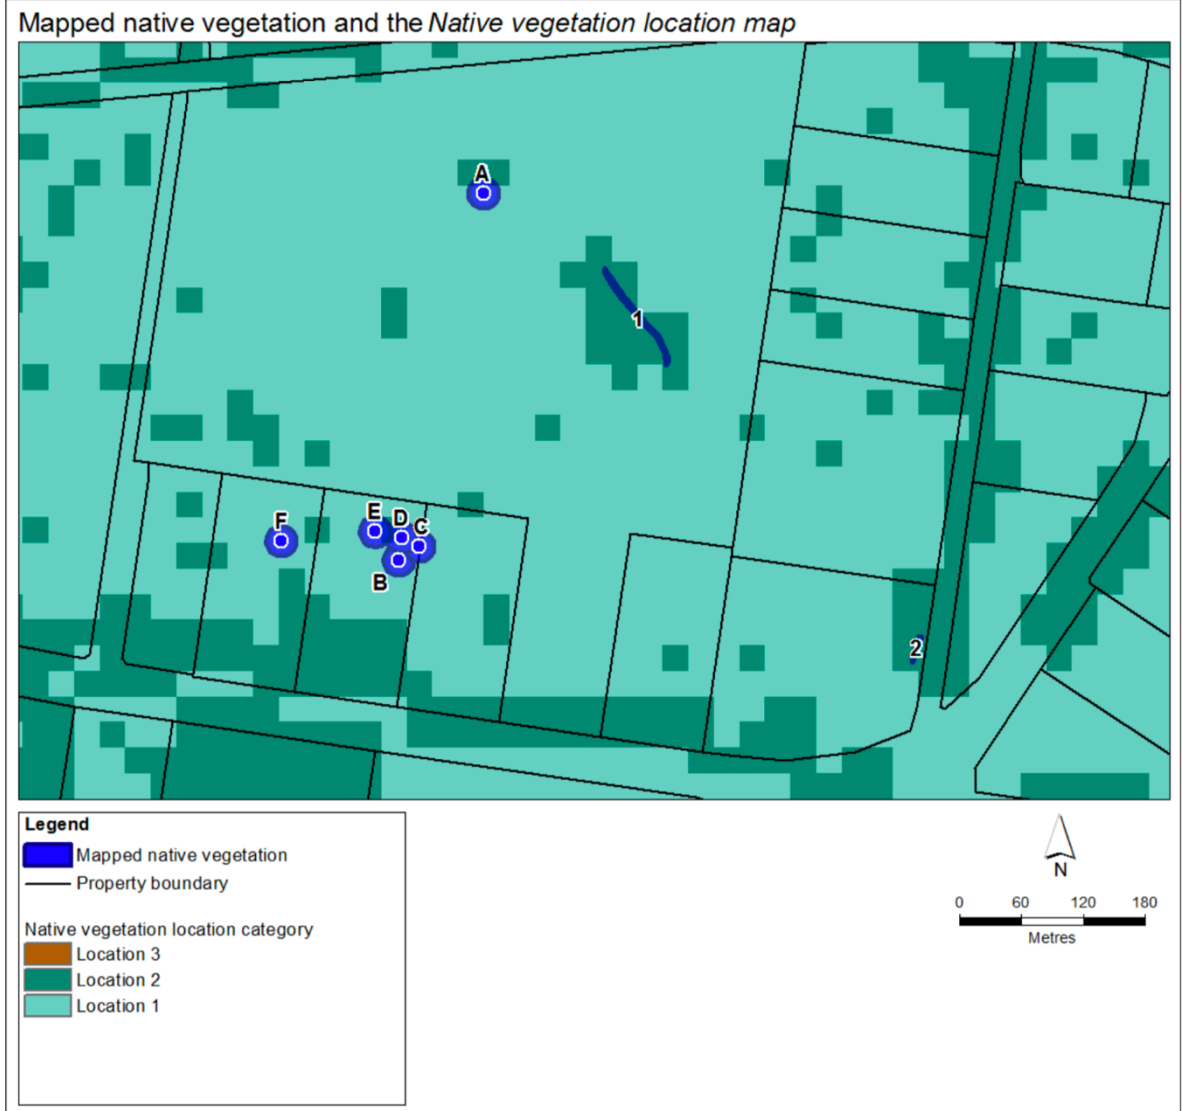 Mapped native vegetation and the Native vegetation location map
A
1
E
D
C
F
B
2
Legend
Mapped native vegetation
Property boundary
Native vegetation location category
Location 3
Location 2
Location 1
N
0 60 120 180
Metres